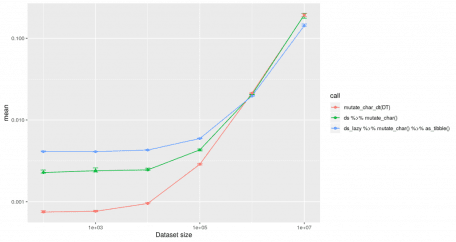 0.100
0.010
0.001
mean
1e+03
1e+05
1e+07
Dataset size
call
mutate_char_dt(DT)
ds %>% mutate_char()
ds_lazy %>% mutate_char() %>% as_tibble()